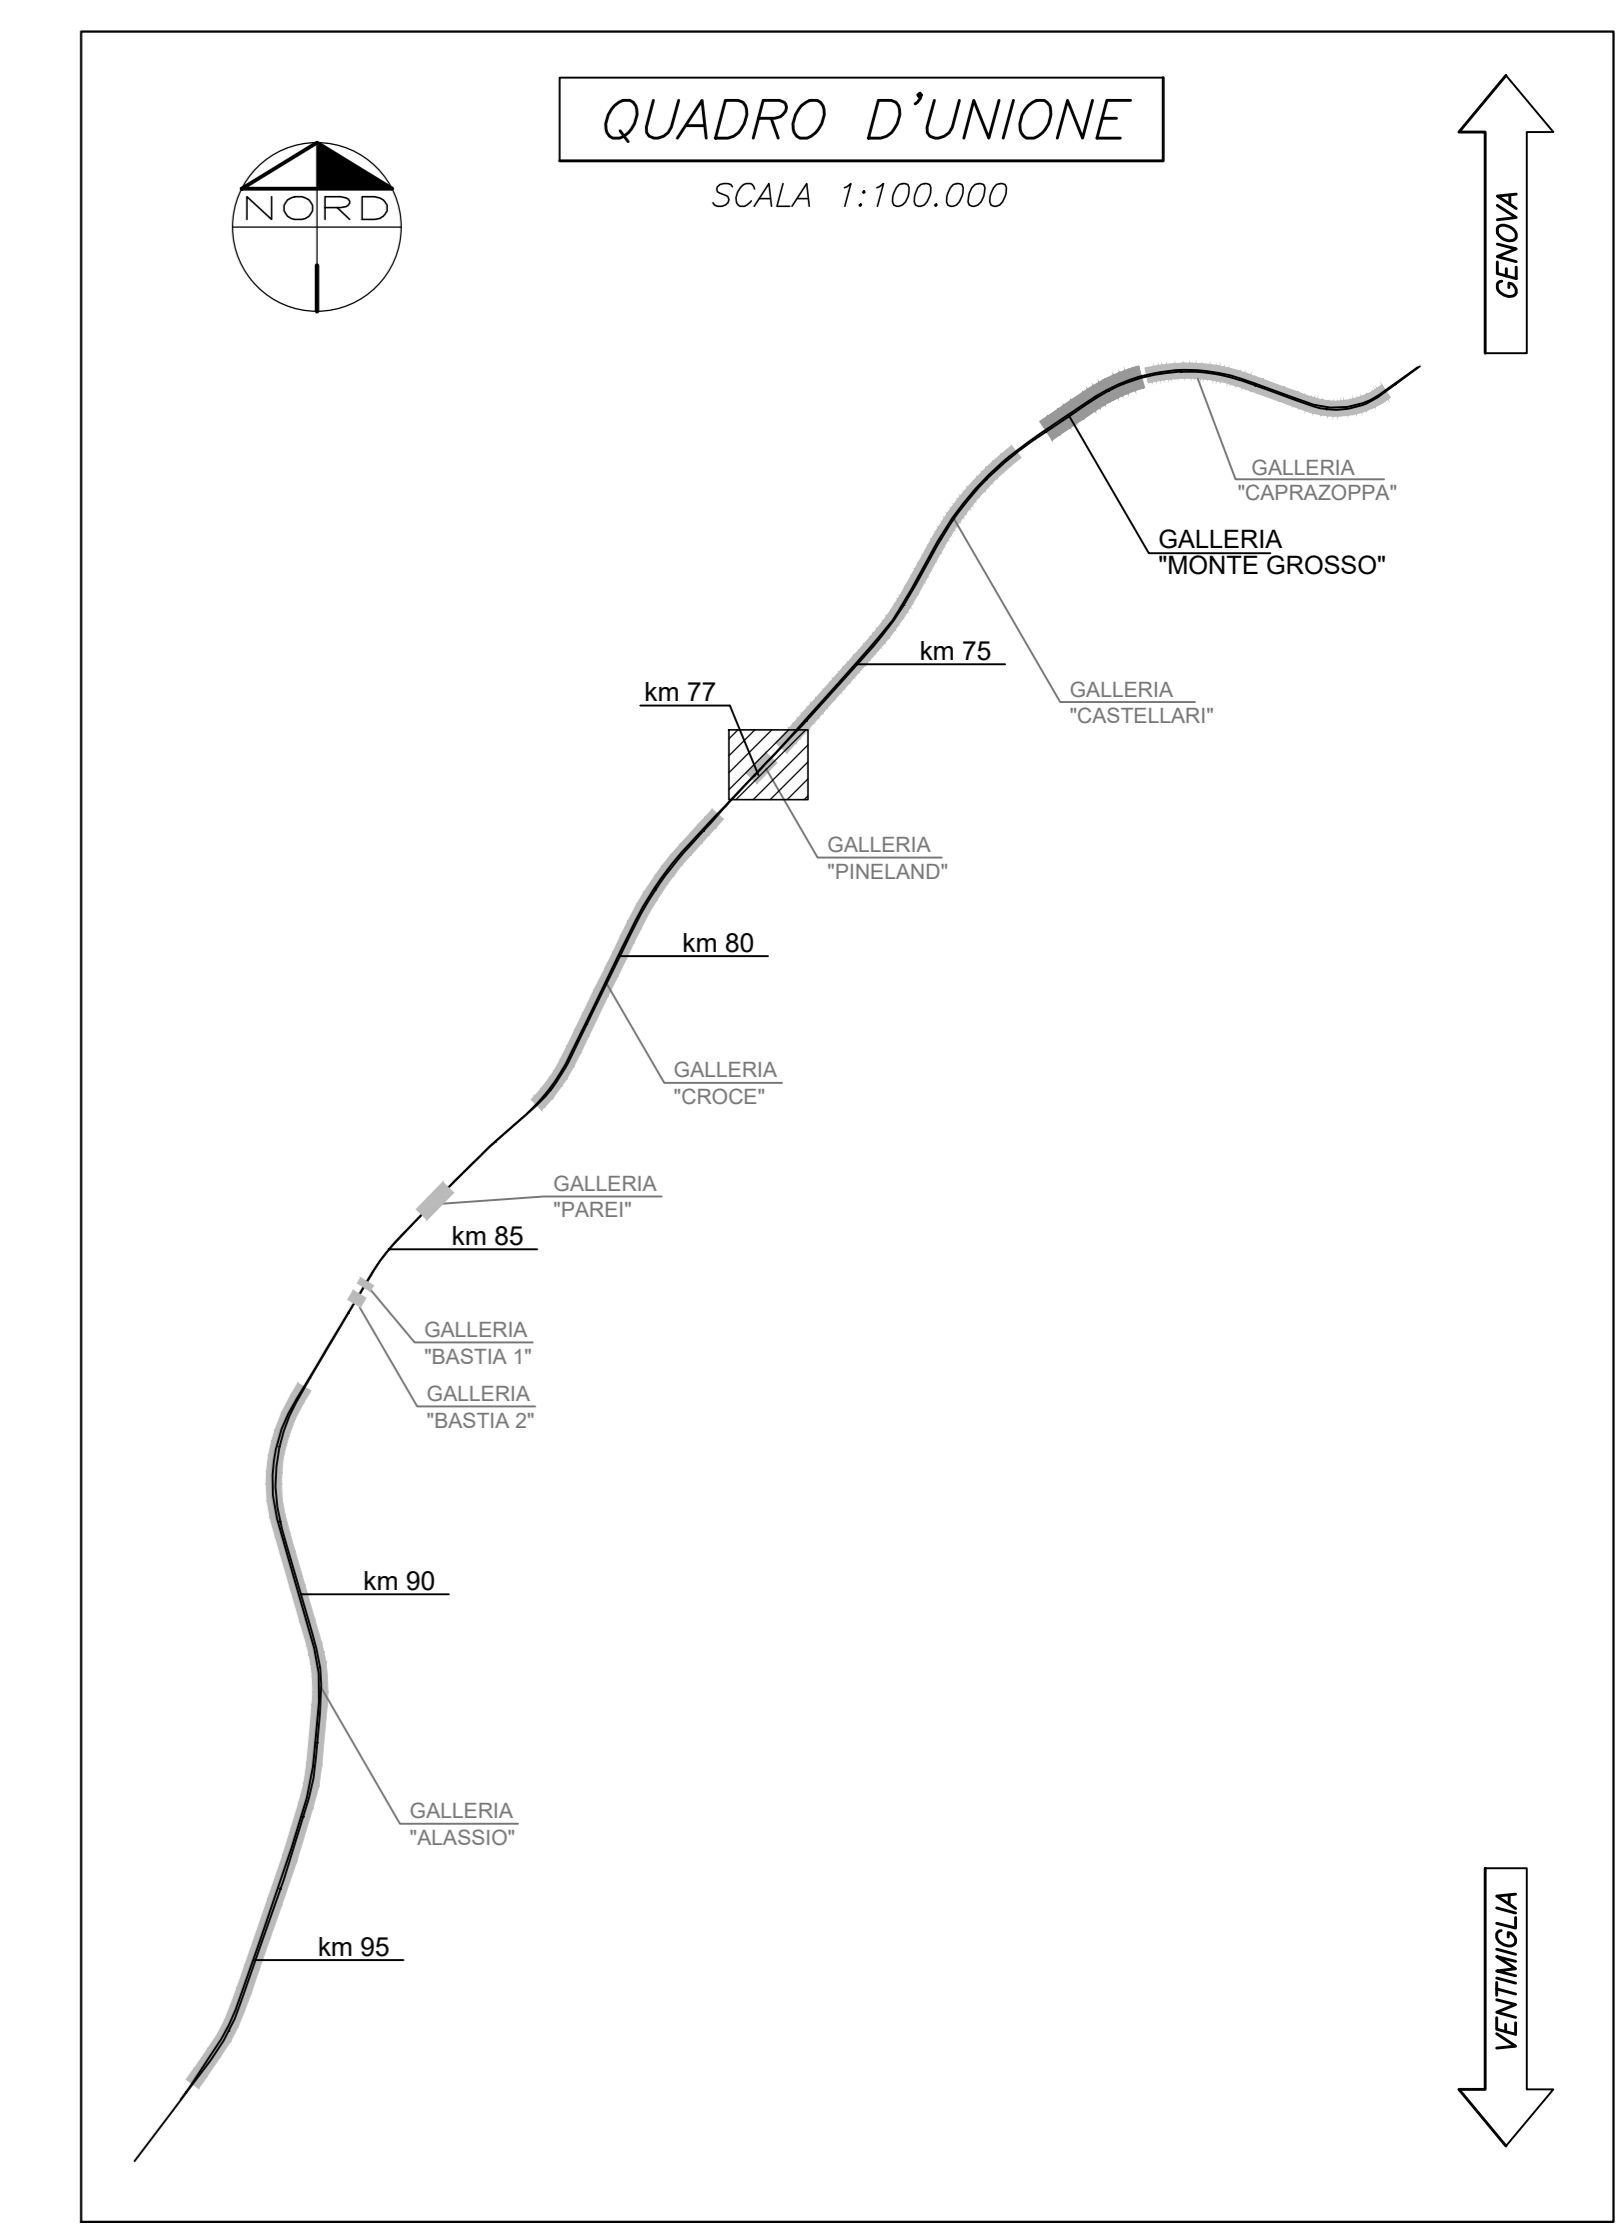 QUADRO D'UNIONE
SCALA 1:100.000
NORD
GENOVA
GALLERIA
"CAPRAZOPPA"
GALLERIA
"MONTE GROSSO"
km 75
km 77
GALLERIA
"CASTELLARI"
GALLERIA
"PINELAND"
km 80
GALLERIA
"CROCE"
GALLERIA
"PAREI"
km 85
GALLERIA
"BASTIA 1"
GALLERIA
"BASTIA 2"
km 90
GALLERIA
"ALASSIO"
km 95
VENTIMIGLIA